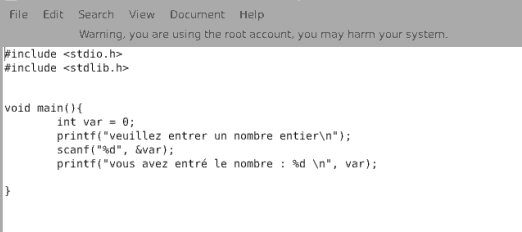 File Edit Search View Document Help
Warning, you are using the root account, you may harm your system.
#include <stdio.h>
#include <stdlib.h>
void main(){
int var = 0;
printf("veuillez entrer un nombre entier\n");
scanf("%d", &var);
printf("vous avez entré le nombre : %d \n", var);
}